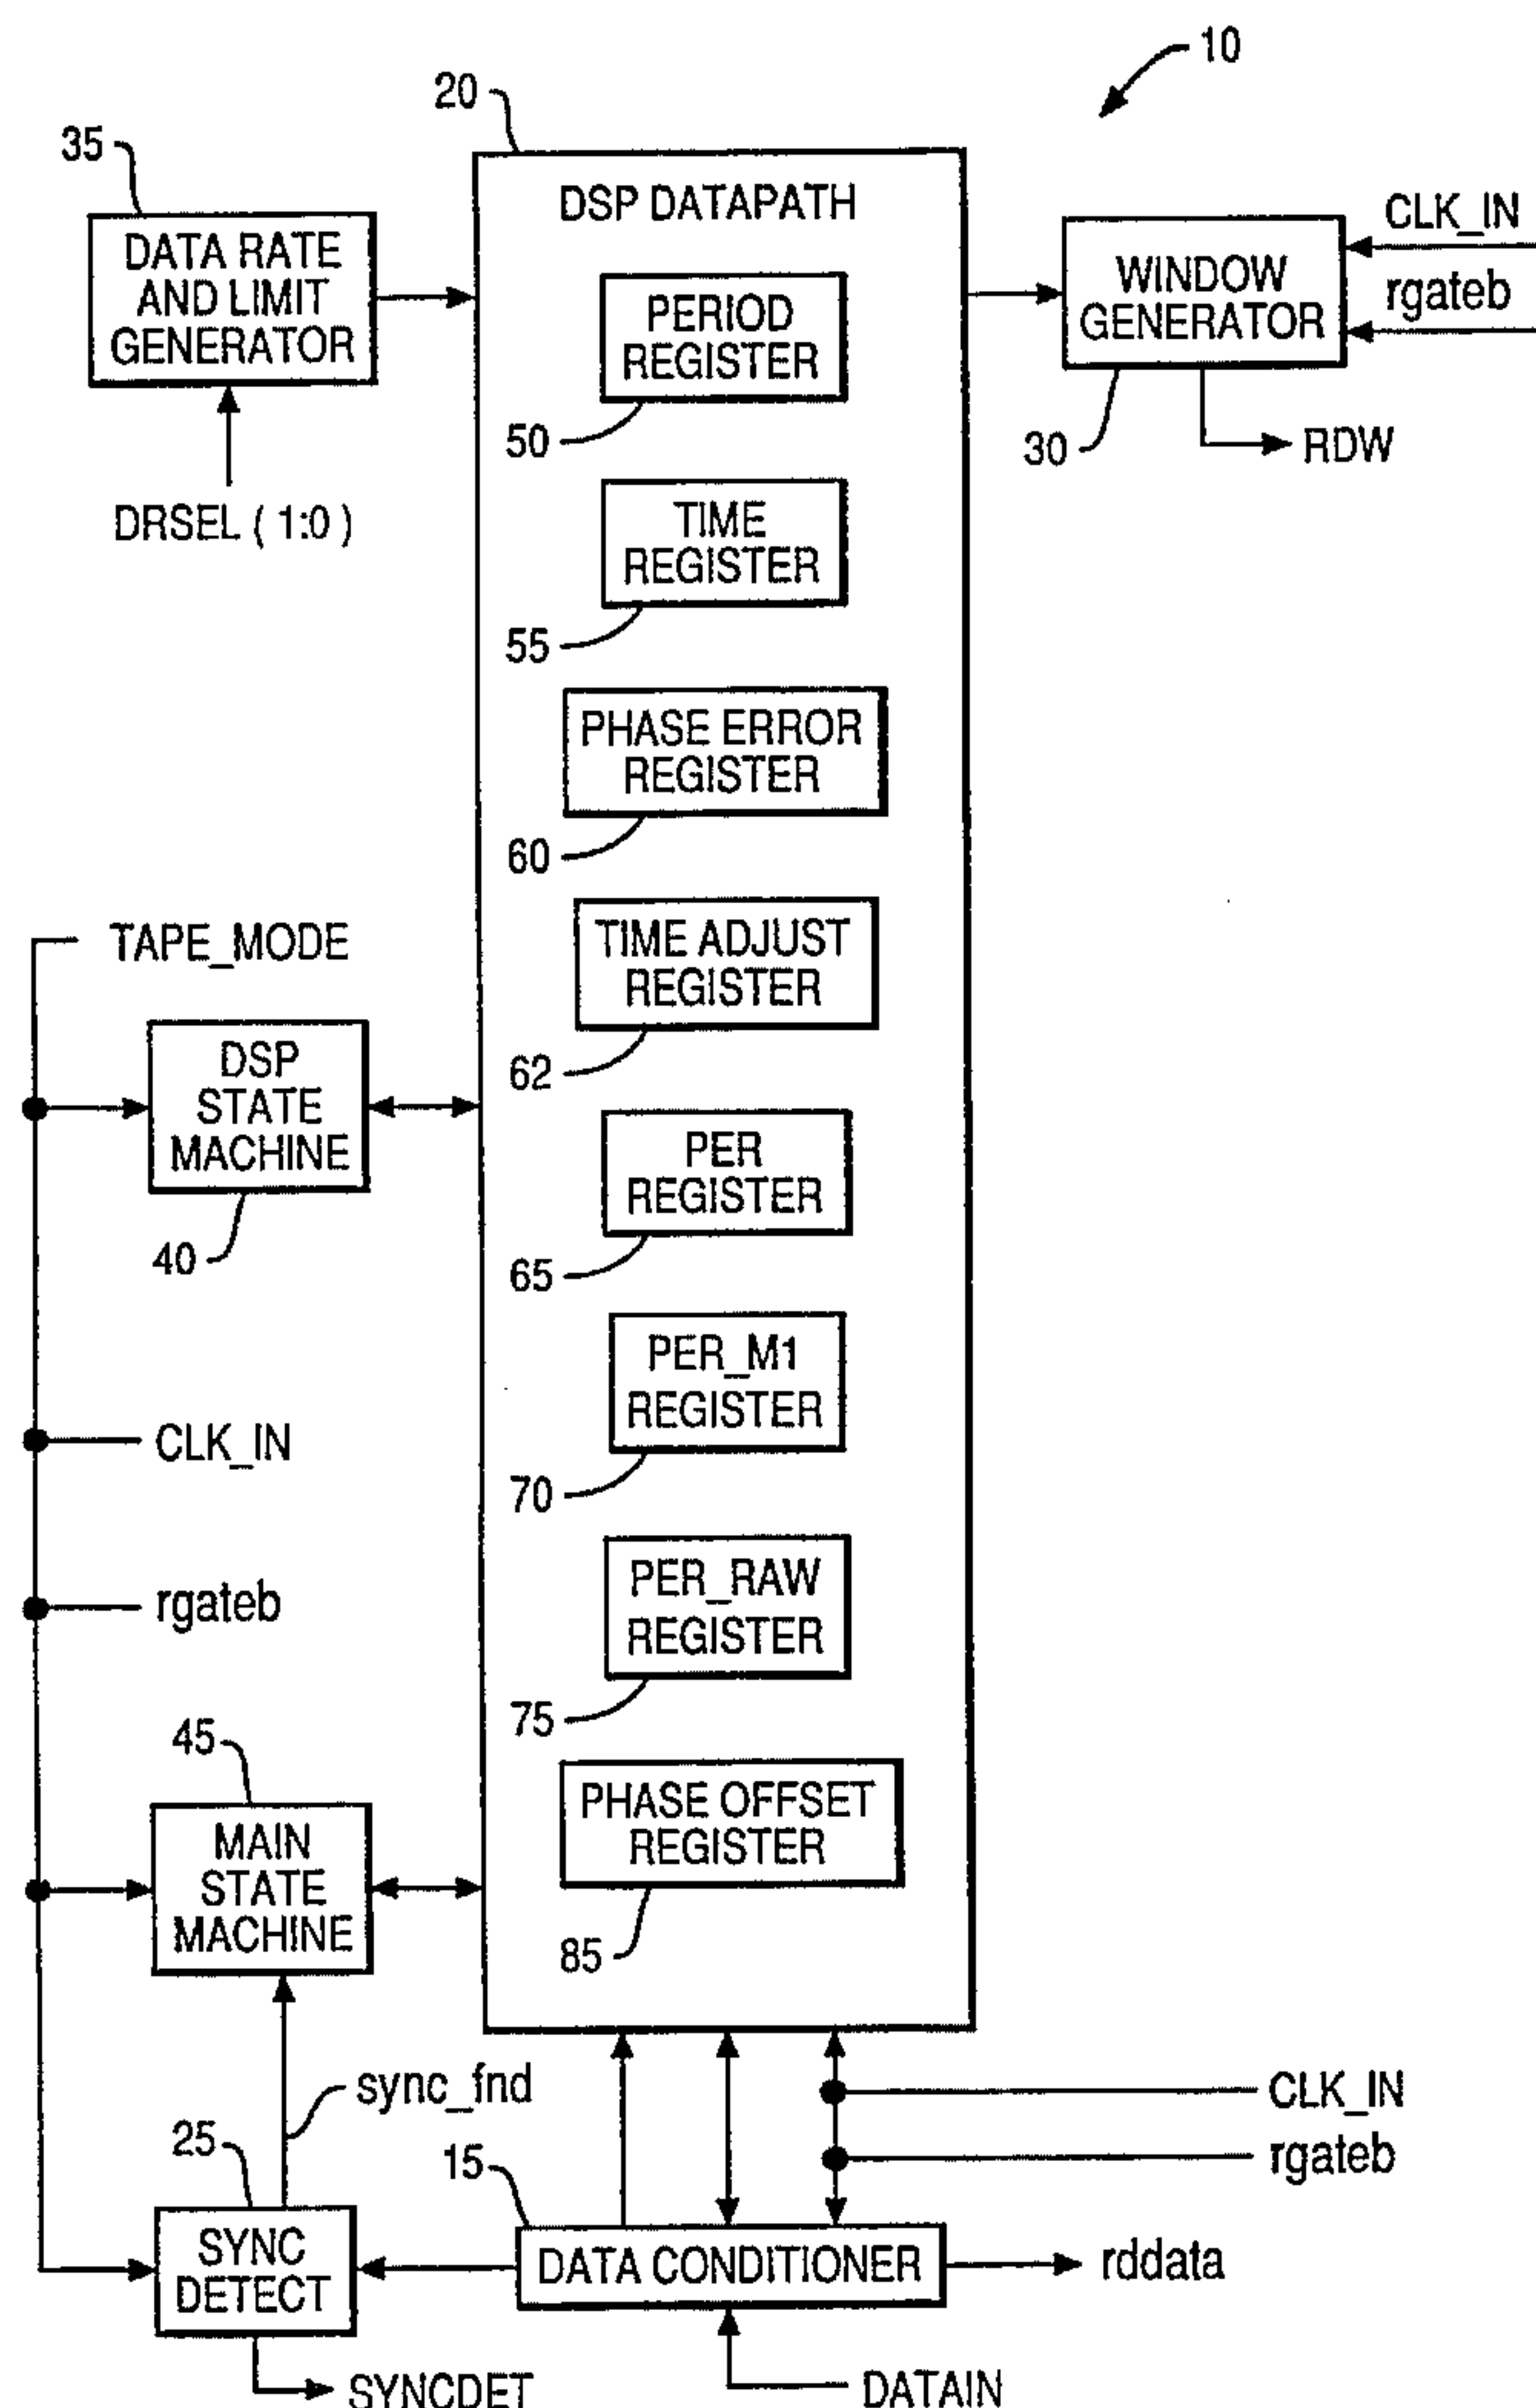 10
20
35
DSP DATAPATH
DATA RATE
AND LIMIT
GENERATOR
DRSEL ( 1:0 )
PERIOD
REGISTER
50
WINDOW
GENERATOR
CLK_IN
rgateb
30
RDW
TIME
REGISTER
55
PHASE ERROR
REGISTER
60
TAPE_MODE
TIME ADJUST
REGISTER
62
DSP
STATE
MACHINE
40
PER
REGISTER
65
PER_M1
REGISTER
70
CLK_IN
rgateb
PER_RAW
REGISTER
75
45
MAIN
STATE
MACHINE
PHASE OFFSET
REGISTER
85
sync_fnd
CLK_IN
rgateb
25
15
SYNC
DETECT
DATA CONDITIONER
rddata
SYNCDET
DATAIN